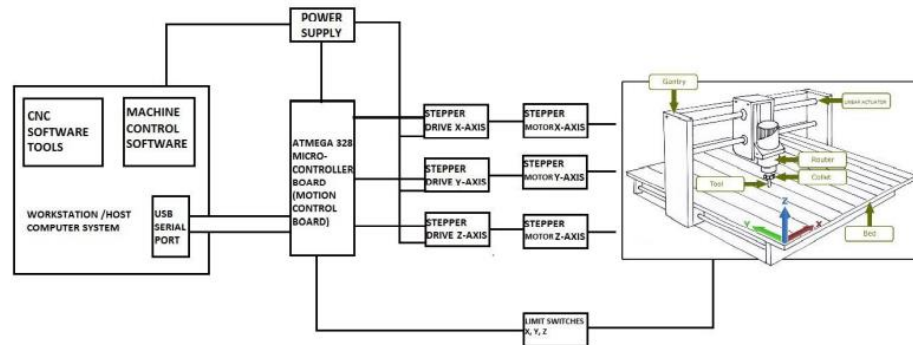 POWER
SUPPLY
CNC
SOFTWARE
TOOLS
MACHINE
CONTROL
SOFTWARE
WORKSTATION /HOST
COMPUTER SYSTEM
USB
SERIAL
PORT
ATMEGA 328
MICRO-
CONTROLLER
BOARD
(MOTION
CONTROL
BOARD)
STEPPER
DRIVE X-AXIS
STEPPER
MOTOR X-AXIS
STEPPER
DRIVE Y-AXIS
STEPPER
MOTOR Y-AXIS
STEPPER
DRIVE Z-AXIS
STEPPER
MOTOR Z-AXIS
LIMIT SWITCHES
X, Y, Z
Gantry
LINEAR ACTUATOR
Router
Collet
Tool
Bed
Z
Y
X